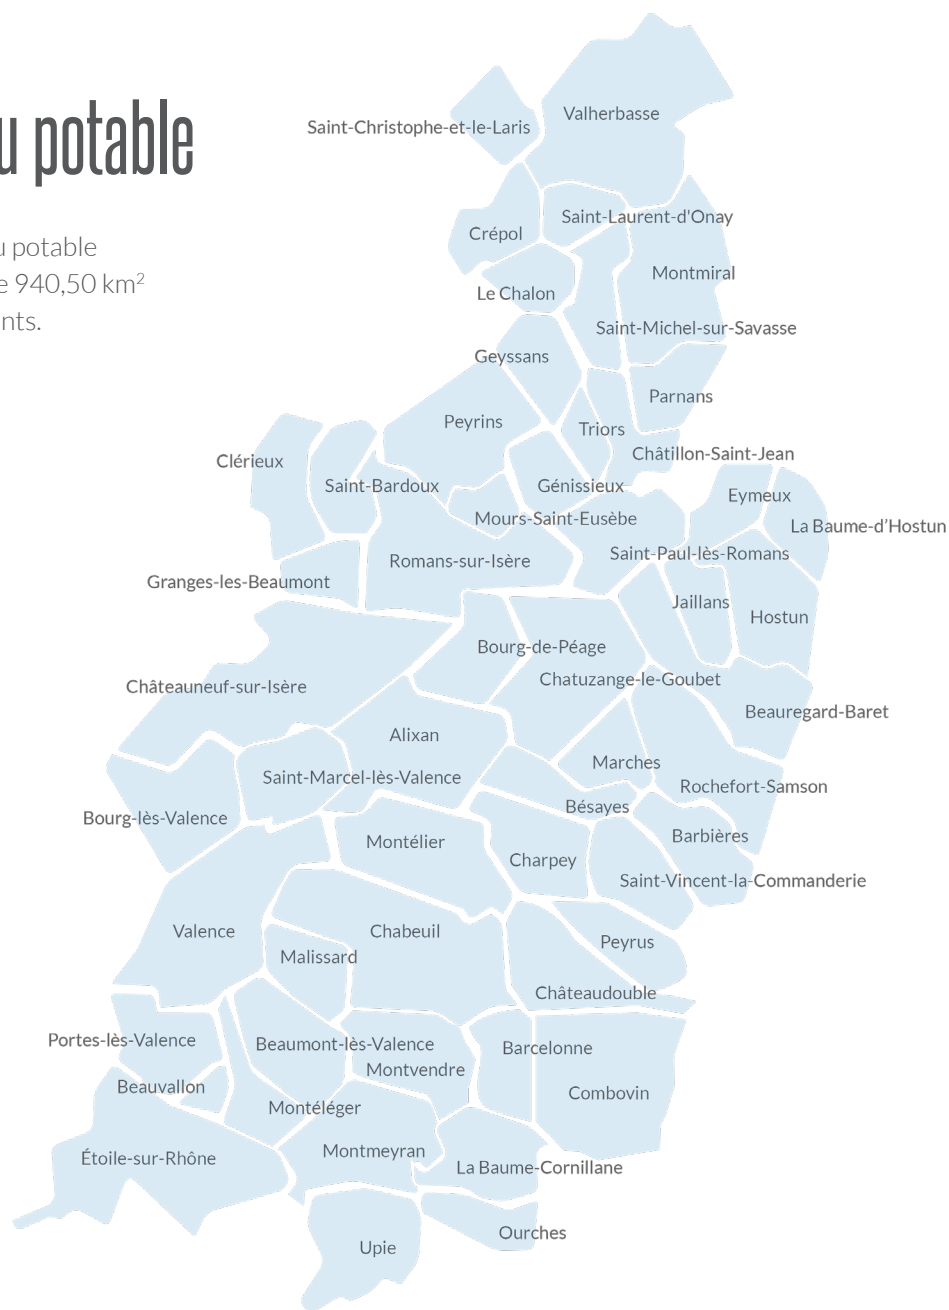 u potable
u potable
e 940,50 km²
nts.
Valherbasse
Saint-Christophe-et-le-Laris
Saint-Laurent-d'Onay
Crépol
Montmiral
Le Chalon
Saint-Michel-sur-Savasse
Geyssans
Parnans
Peyrins
Triors
Châtillon-Saint-Jean
Clérieux
Saint-Bardoux
Génissieux
Eymeux
Mours-Saint-Eusèbe
La Baume-d’Hostun
Saint-Paul-lès-Romans
Romans-sur-Isère
Granges-les-Beaumont
Jaillans
Hostun
Bourg-de-Péage
Chatuzange-le-Goubet
Châteauneuf-sur-Isère
Beauregard-Baret
Alixan
Marches
Saint-Marcel-lès-Valence
Rochefort-Samson
Bésayes
Bourg-lès-Valence
Barbières
Montélier
Charpey
Saint-Vincent-la-Commanderie
Valence
Chabeuil
Peyrus
Malissard
Châteaudouble
Portes-lès-Valence
Beaumont-lès-Valence
Barcelonne
Montvendre
Beauvallon
Combovin
Montéléger
Montmeyran
Étoile-sur-Rhône
La Baume-Cornillane
Ourches
Upie